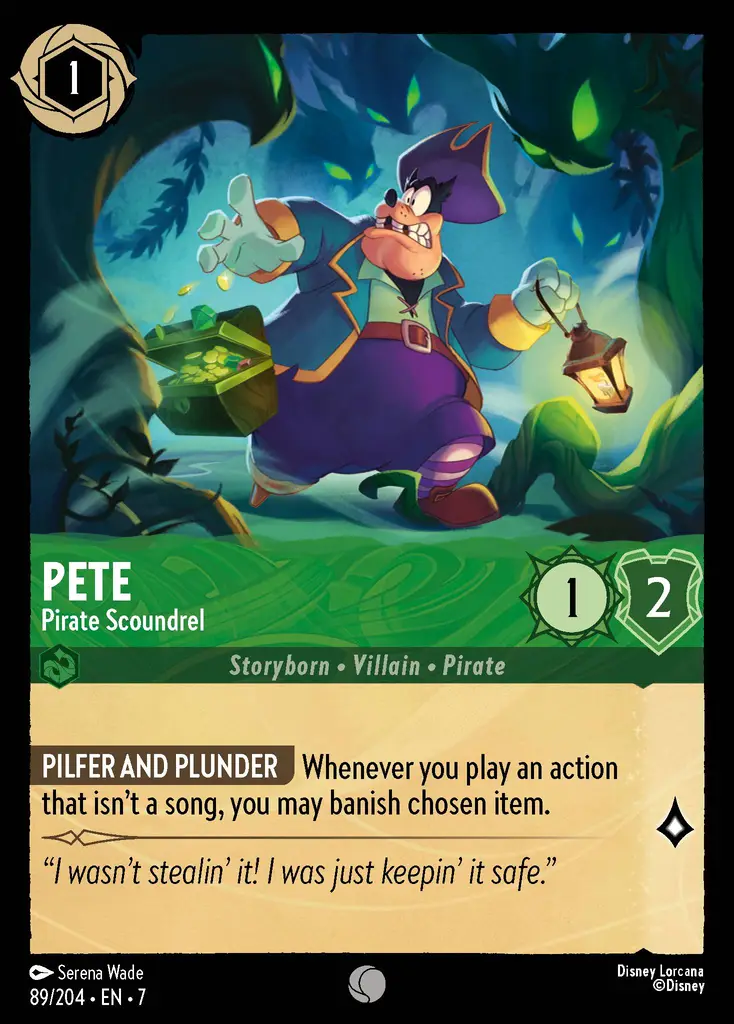 1
PETE
Pirate Scoundrel
1
2
Storyborn • Villain • Pirate
PILFER AND PLUNDER Whenever you play an action
that isn’t a song, you may banish chosen item.
“I wasn’t stealin’ it! I was just keepin’ it safe.”
Serena Wade
Disney Lorcana
89/204 • EN • 7
©Disney